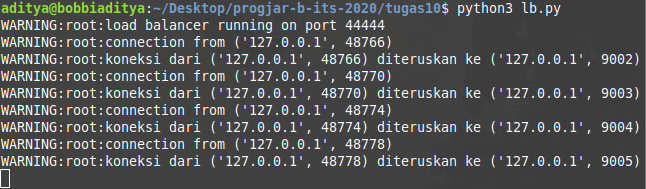 aditya@bobbiaditya:~/Desktop/progjar-b-its-2020/tugas10$ python3 lb.py
WARNING:root:load balancer running on port 44444
WARNING:root:connection from ('127.0.0.1', 48766)
WARNING:root:koneksi dari ('127.0.0.1', 48766) diteruskan ke ('127.0.0.1', 9002)
WARNING:root:connection from ('127.0.0.1', 48770)
WARNING:root:koneksi dari ('127.0.0.1', 48770) diteruskan ke ('127.0.0.1', 9003)
WARNING:root:connection from ('127.0.0.1', 48774)
WARNING:root:koneksi dari ('127.0.0.1', 48774) diteruskan ke ('127.0.0.1', 9004)
WARNING:root:connection from ('127.0.0.1', 48778)
WARNING:root:koneksi dari ('127.0.0.1', 48778) diteruskan ke ('127.0.0.1', 9005)